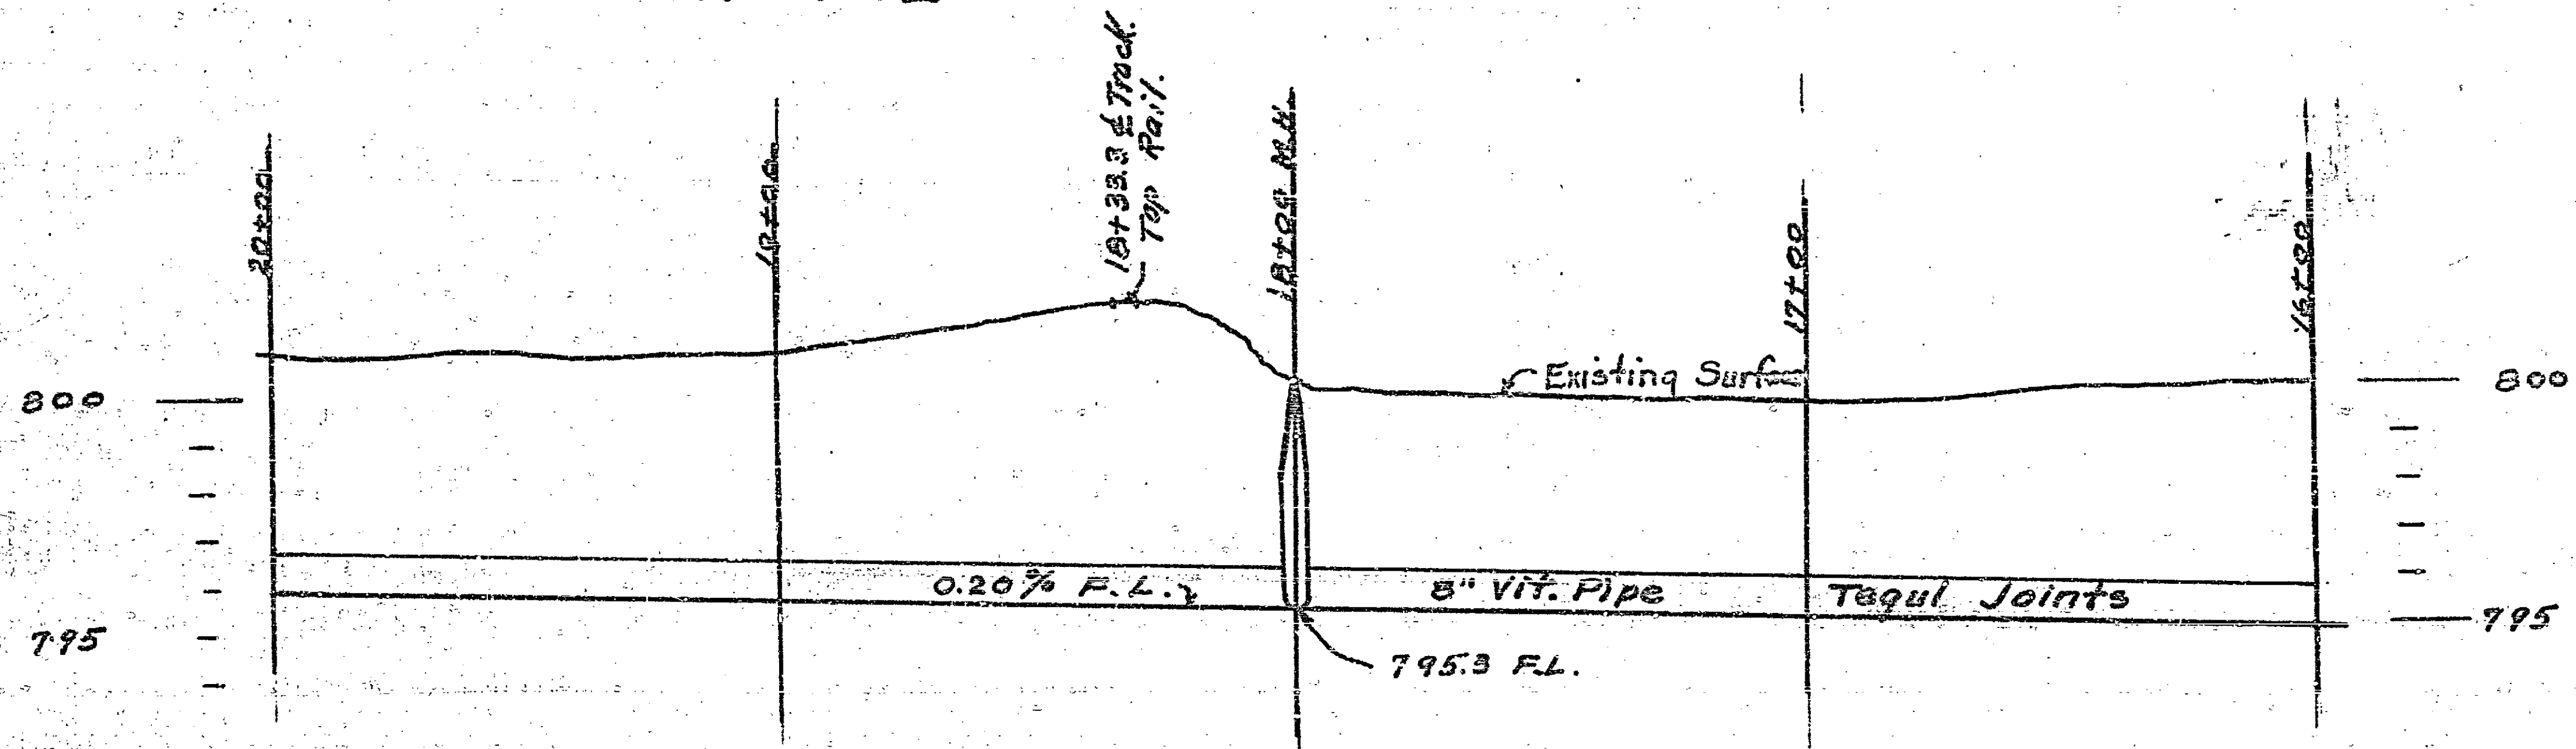 20+00
19+00
18+33.3 ℄ Track.
Top Rail.
18+00 M.H.
17+00
16+00
Existing Surface
800
800
0.20% F.L.
8" Vit. Pipe
Tegul Joints
795
795
795.3 F.L.